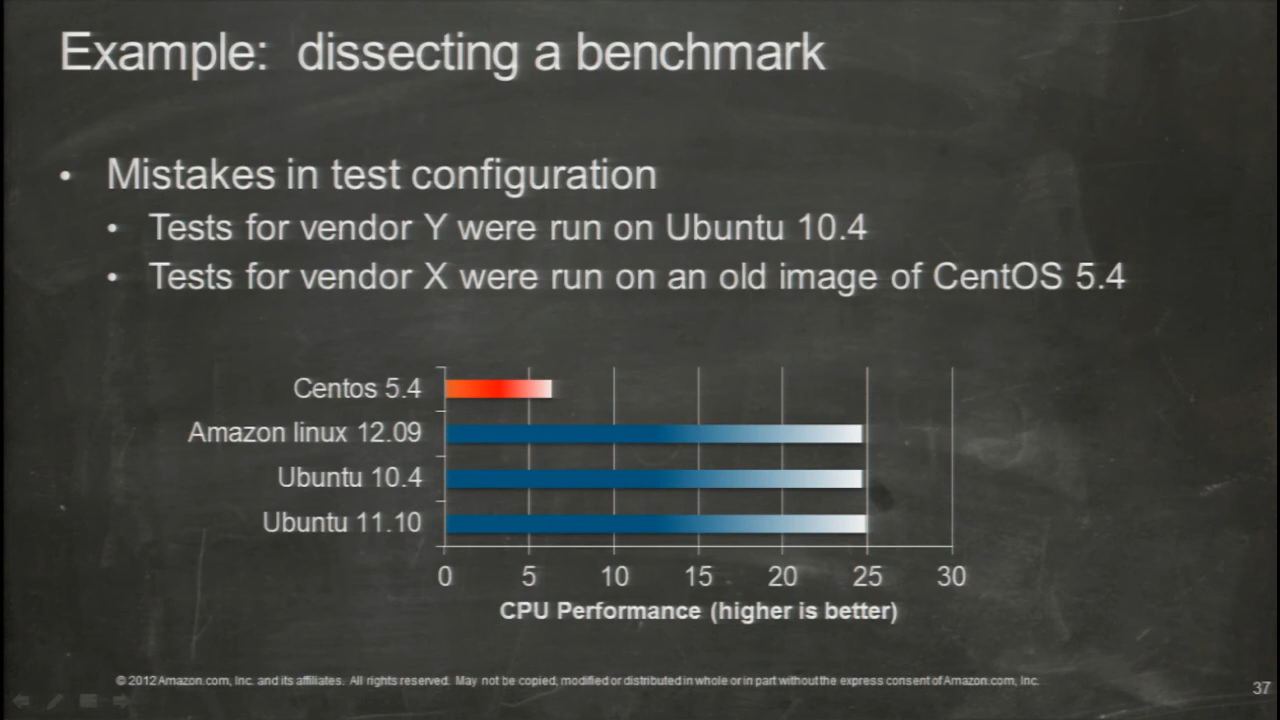 Example: dissecting a benchmark
• Mistakes in test configuration
• Tests for vendor Y were run on Ubuntu 10.4
• Tests for vendor X were run on an old image of CentOS 5.4
Centos 5.4
Amazon linux 12.09
Ubuntu 10.4
Ubuntu 11.10
0 5 10 15 20 25 30
CPU Performance (higher is better)
© 2012 Amazon.com, Inc. and its affiliates. All rights reserved. May not be copied, modified or distributed in whole or in part without the express consent of Amazon.com, Inc.
37